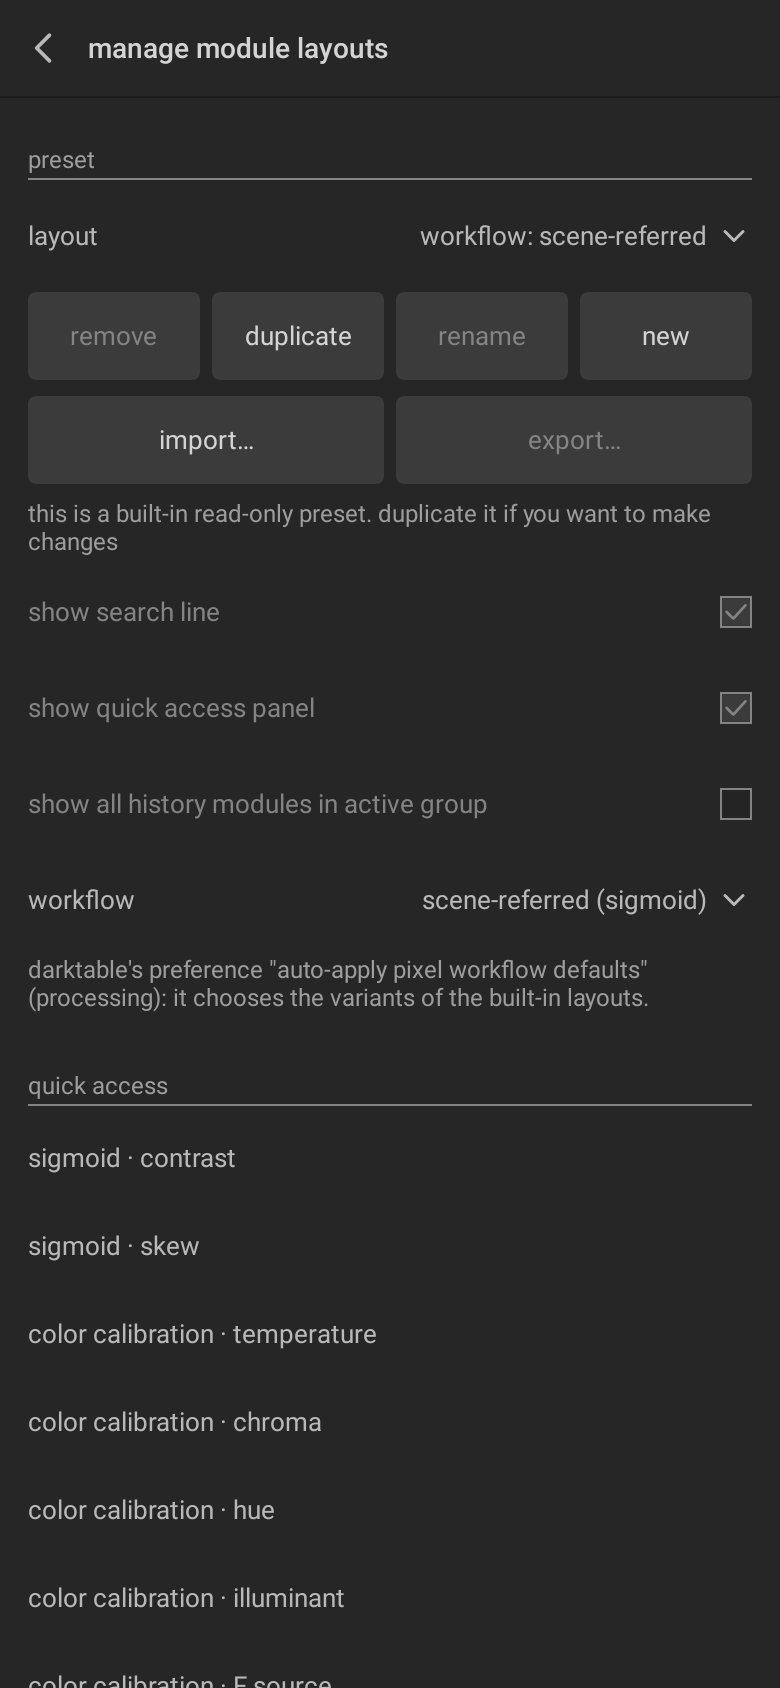 manage module layouts
preset
layout
workflow: scene-referred
remove
duplicate
rename
new
import...
export...
this is a built-in read-only preset. duplicate it if you want to make
changes
show search line
show quick access panel
show all history modules in active group
workflow
scene-referred (sigmoid)
darktable's preference "auto-apply pixel workflow defaults"
(processing): it chooses the variants of the built-in layouts.
quick access
sigmoid · contrast
sigmoid · skew
color calibration · temperature
color calibration · chroma
color calibration · hue
color calibration · illuminant
color calibration · F source